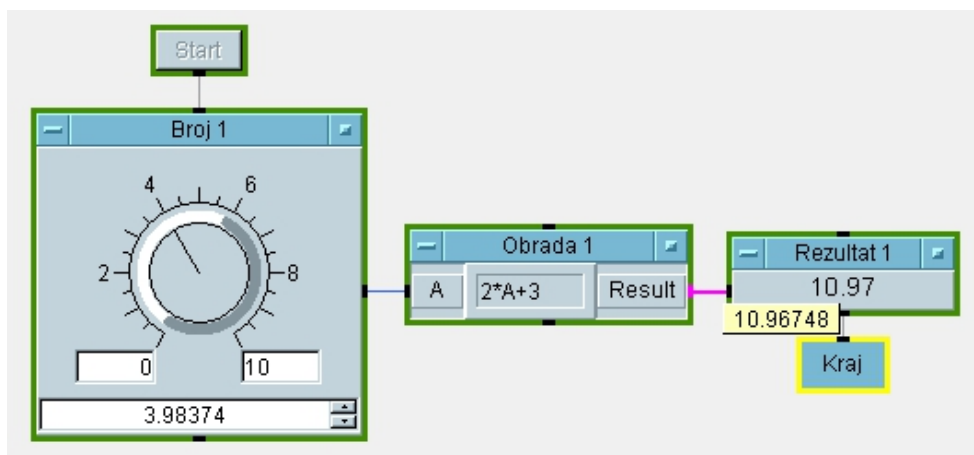 Start
Broj 1
4 6
2 8
0 10
3.98374
Obrada 1
A 2*A+3 Result
Rezultat 1
10.97
10.96748
Kraj